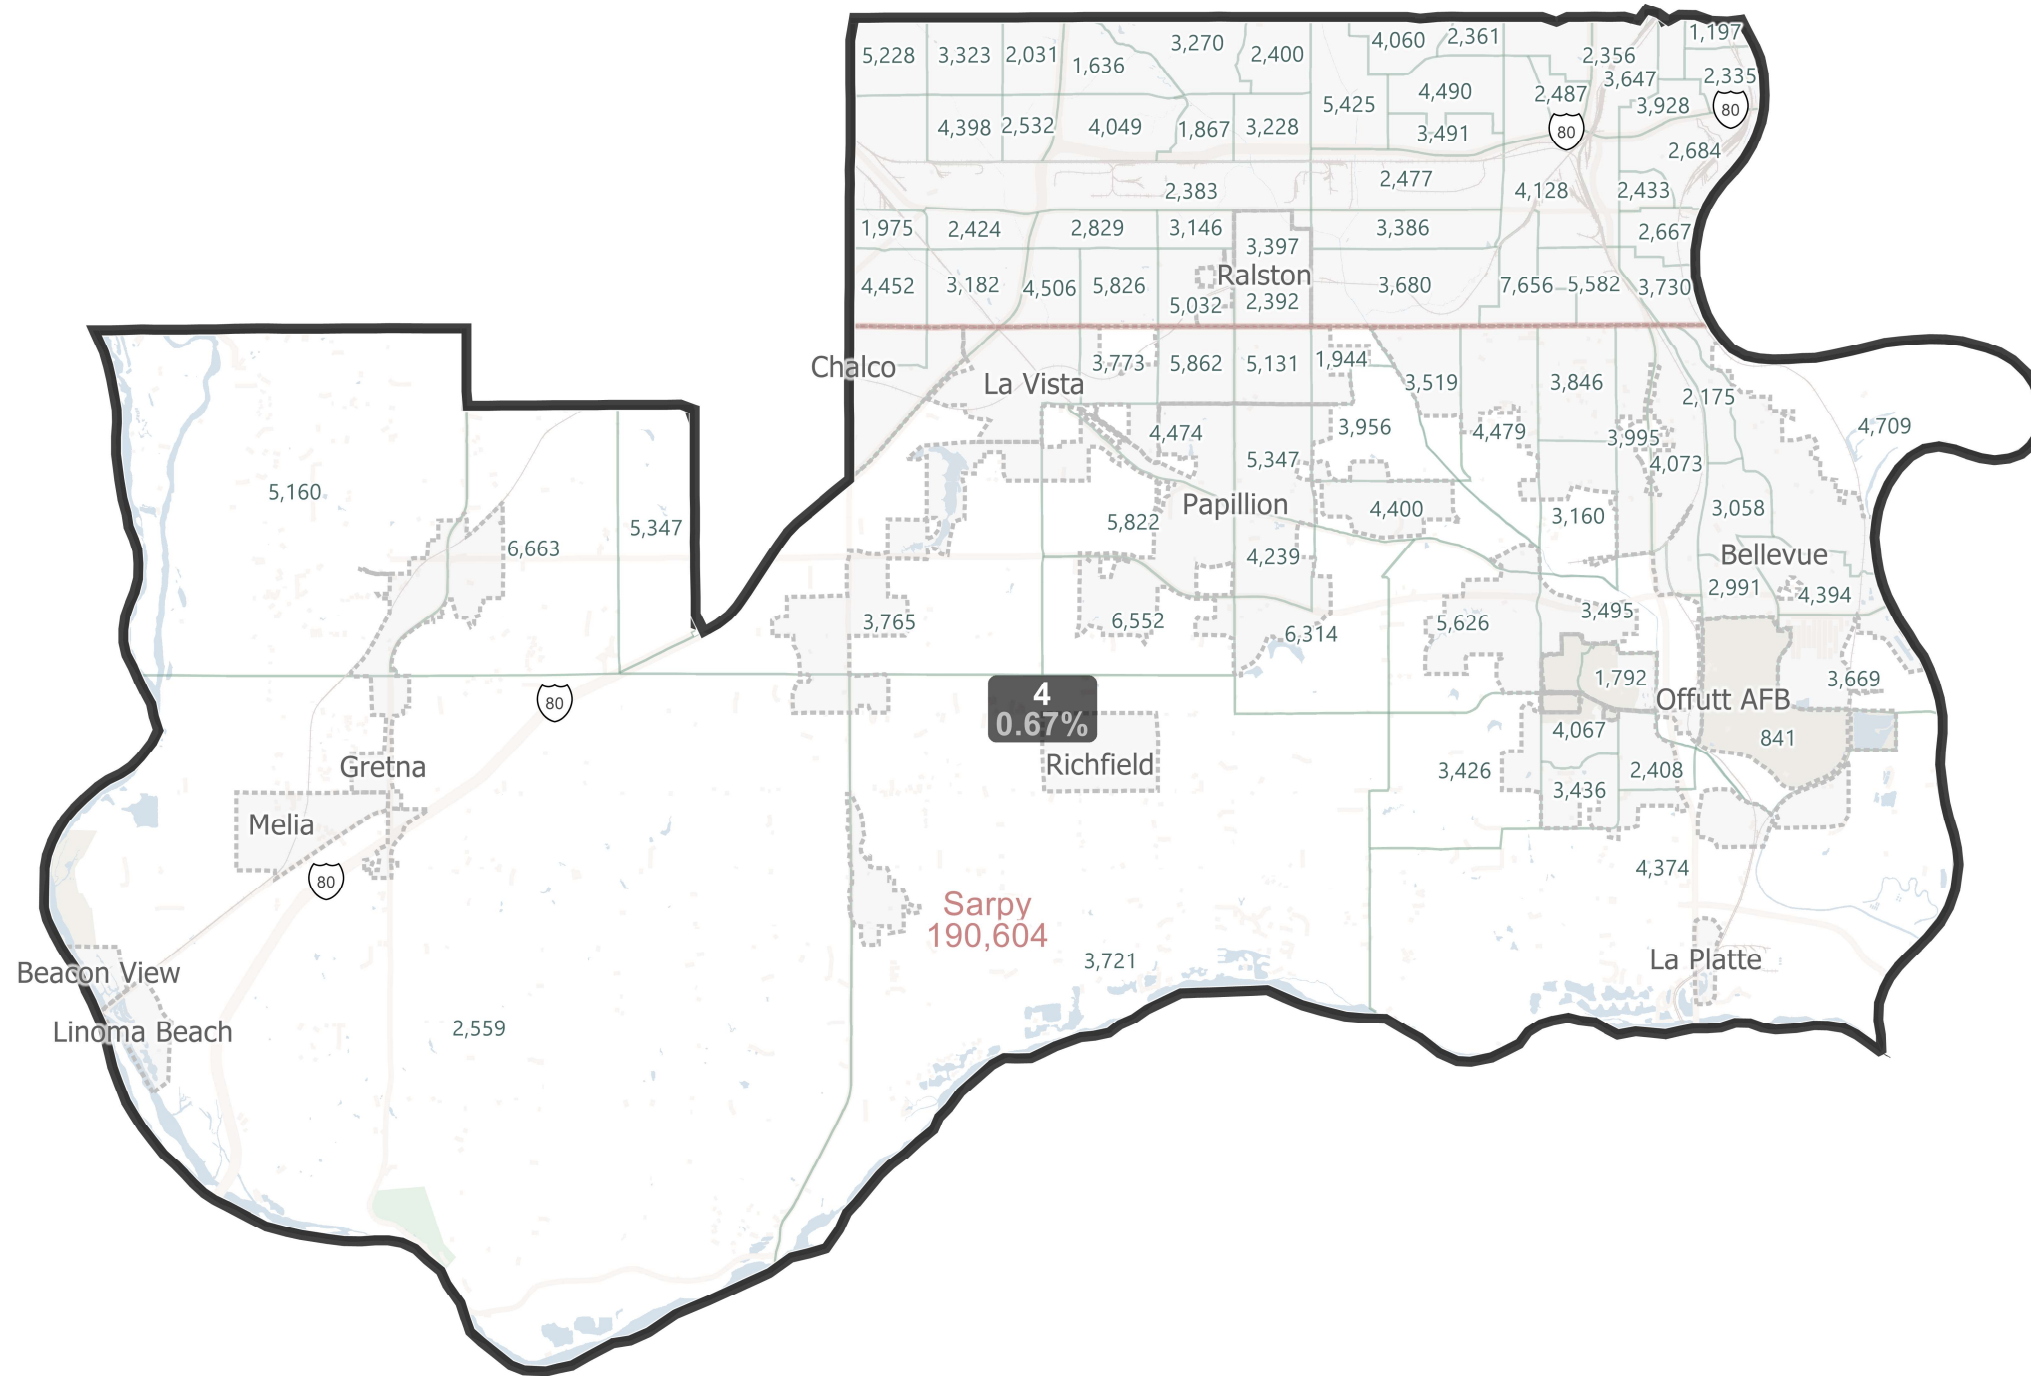 5,228 3,323 2,031 1,636 3,270 2,400 4,060 2,361 2,356 1,197
5,425 4,490 2,487 3,647 3,928 2,335
4,398 2,532 4,049 1,867 3,228 3,491 80 80
2,684
2,383 2,477 4,128 2,433
1,975 2,424 2,829 3,146 3,397 3,386 2,667
Ralston
4,452 3,182 4,506 5,826 5,032 2,392 3,680 7,656 5,582 3,730
Chalco
La Vista
3,773 5,862 5,131 1,944 3,519 3,846 2,175
4,474 3,956 4,479 3,995 4,709
5,347 4,073
5,160 6,663 5,347
5,822 Papillion 4,400 3,160 3,058
4,239 Bellevue
2,991 4,394
3,765 6,552 6,314 5,626 3,495
1,792 3,669
Offutt AFB
80
4
0.67%
4,067 841
Richfield
3,426 2,408
3,436
Gretna
Melia
80
4,374
Sarpy
190,604
3,721
La Platte
Beacon View
Linoma Beach
2,559